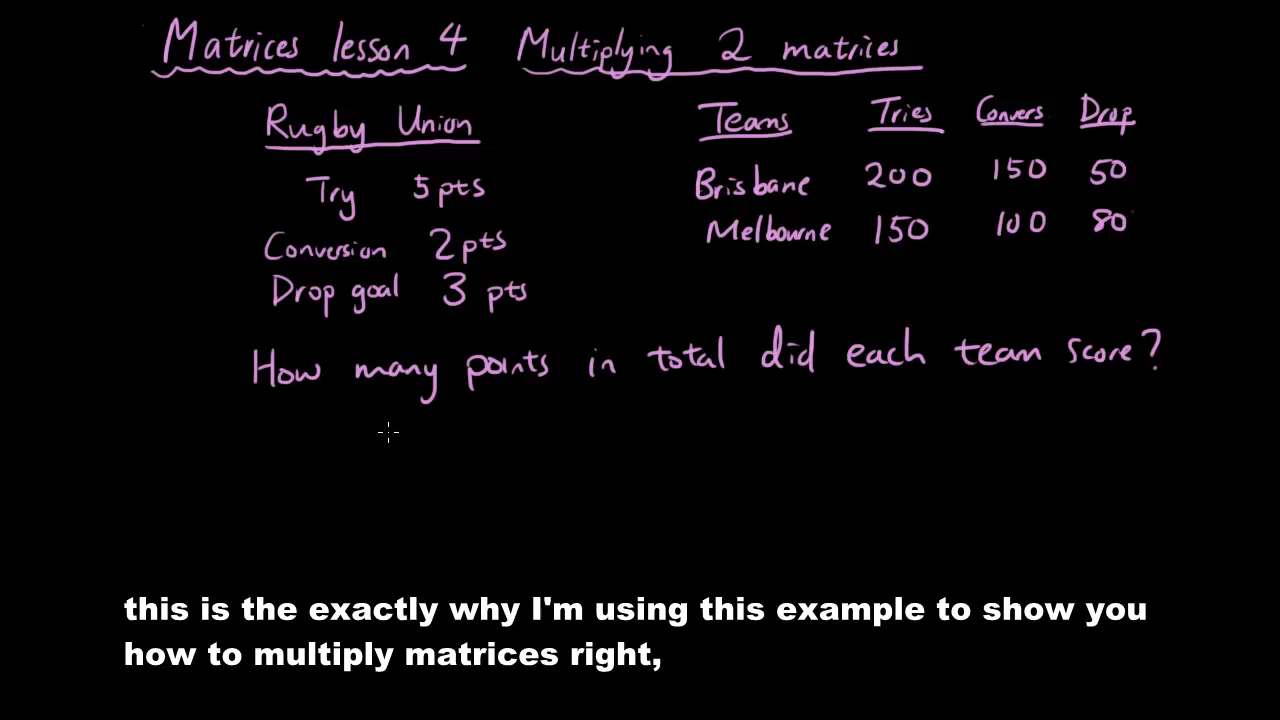 Matrices lesson 4 Multiplying 2 matrices
Rugby Union
Try 5 pts
Conversion 2 pts
Drop goal 3 pts
Teams Tries Convers Drop
Brisbane 200 150 50
Melbourne 150 100 80
How many points in total did each team score?
this is the exactly why I'm using this example to show you
how to multiply matrices right,